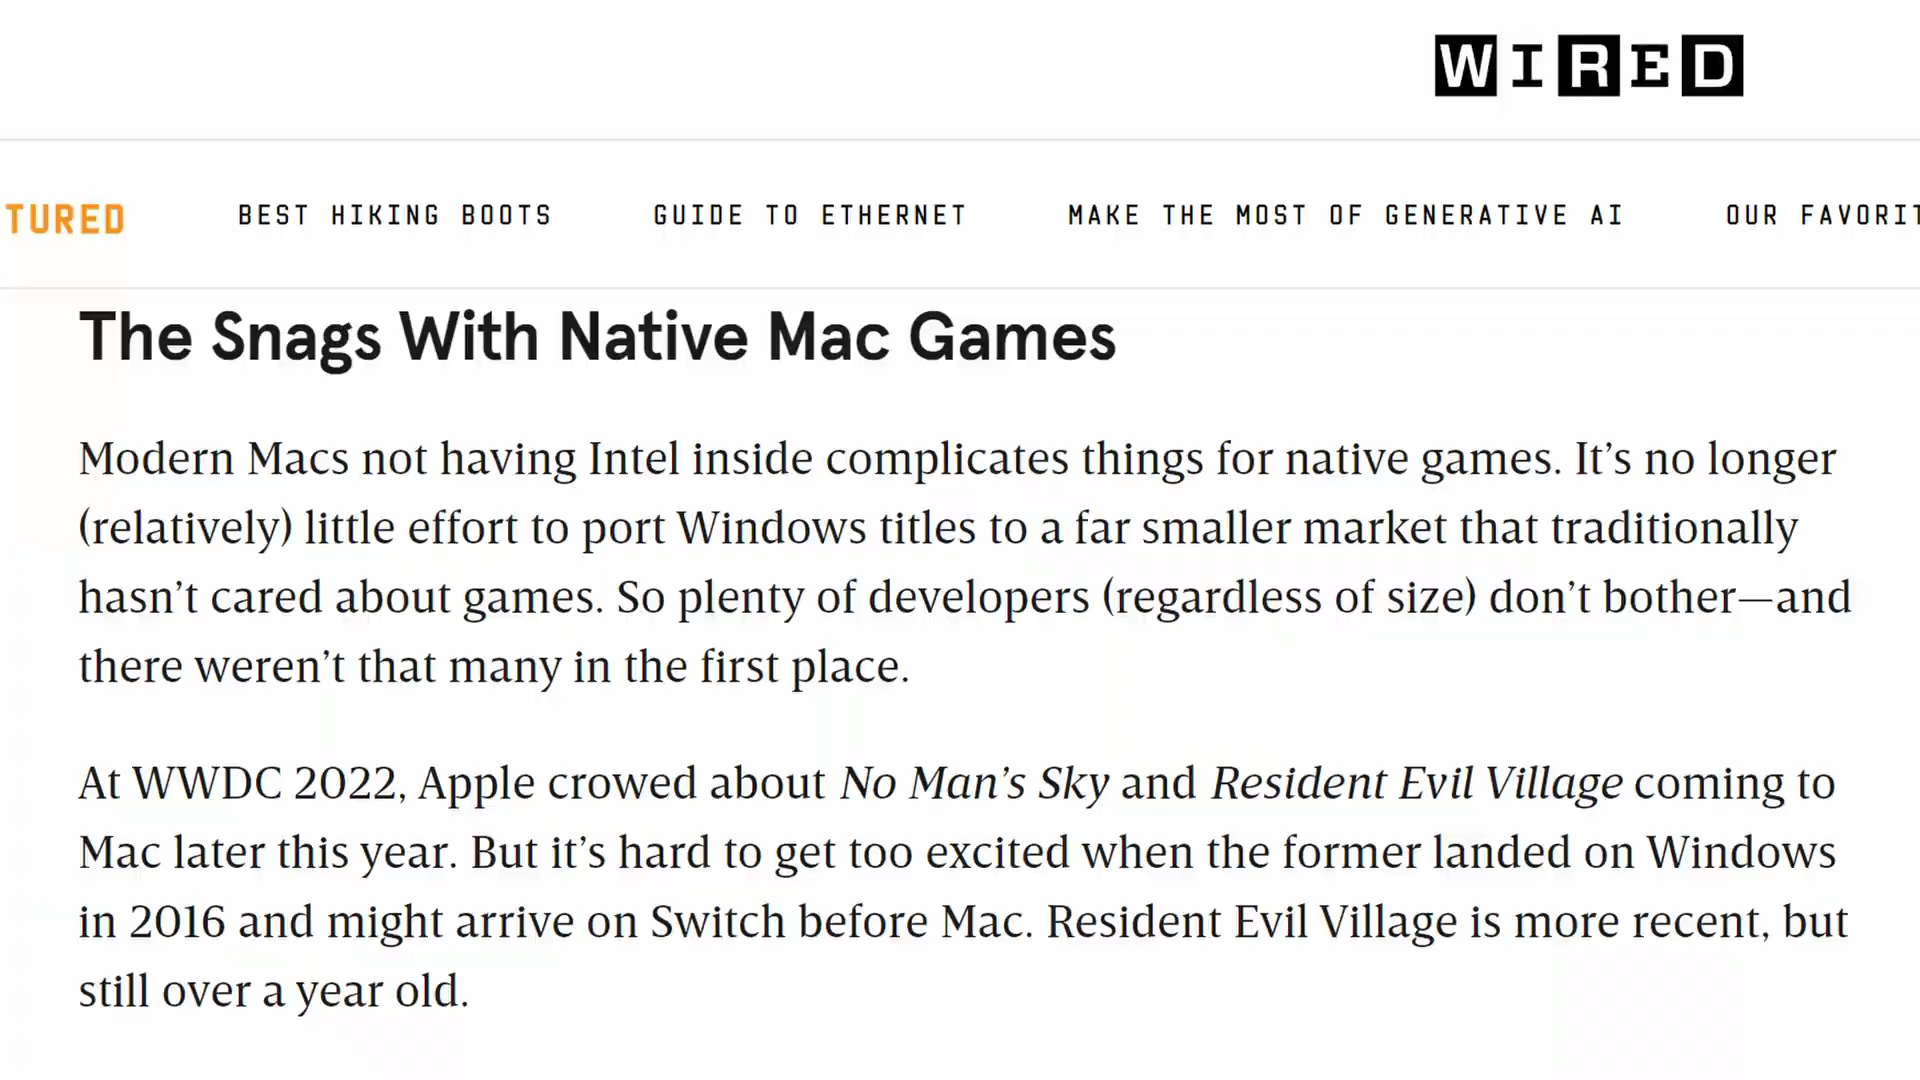 WIRED
TURED BEST HIKING BOOTS GUIDE TO ETHERNET MAKE THE MOST OF GENERATIVE AI OUR FAVORIT
The Snags With Native Mac Games
Modern Macs not having Intel inside complicates things for native games. It’s no longer
(relatively) little effort to port Windows titles to a far smaller market that traditionally
hasn’t cared about games. So plenty of developers (regardless of size) don’t bother—and
there weren’t that many in the first place.
At WWDC 2022, Apple crowed about No Man’s Sky and Resident Evil Village coming to
Mac later this year. But it’s hard to get too excited when the former landed on Windows
in 2016 and might arrive on Switch before Mac. Resident Evil Village is more recent, but
still over a year old.